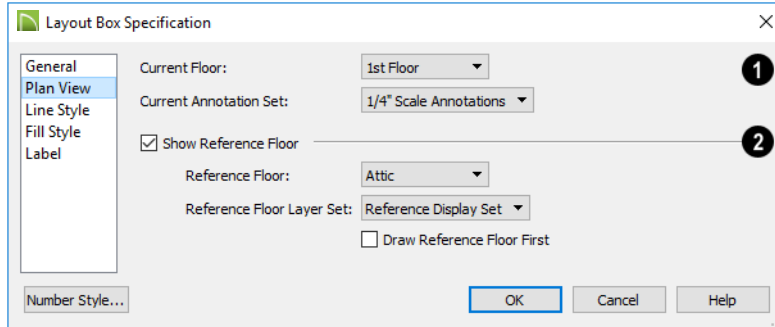 Layout Box Specification
General
Plan View
Line Style
Fill Style
Label
Current Floor: 1st Floor 1
Current Annotation Set: 1/4" Scale Annotations
Show Reference Floor 2
Reference Floor: Attic
Reference Floor Layer Set: Reference Display Set
Draw Reference Floor First
Number Style... OK Cancel Help